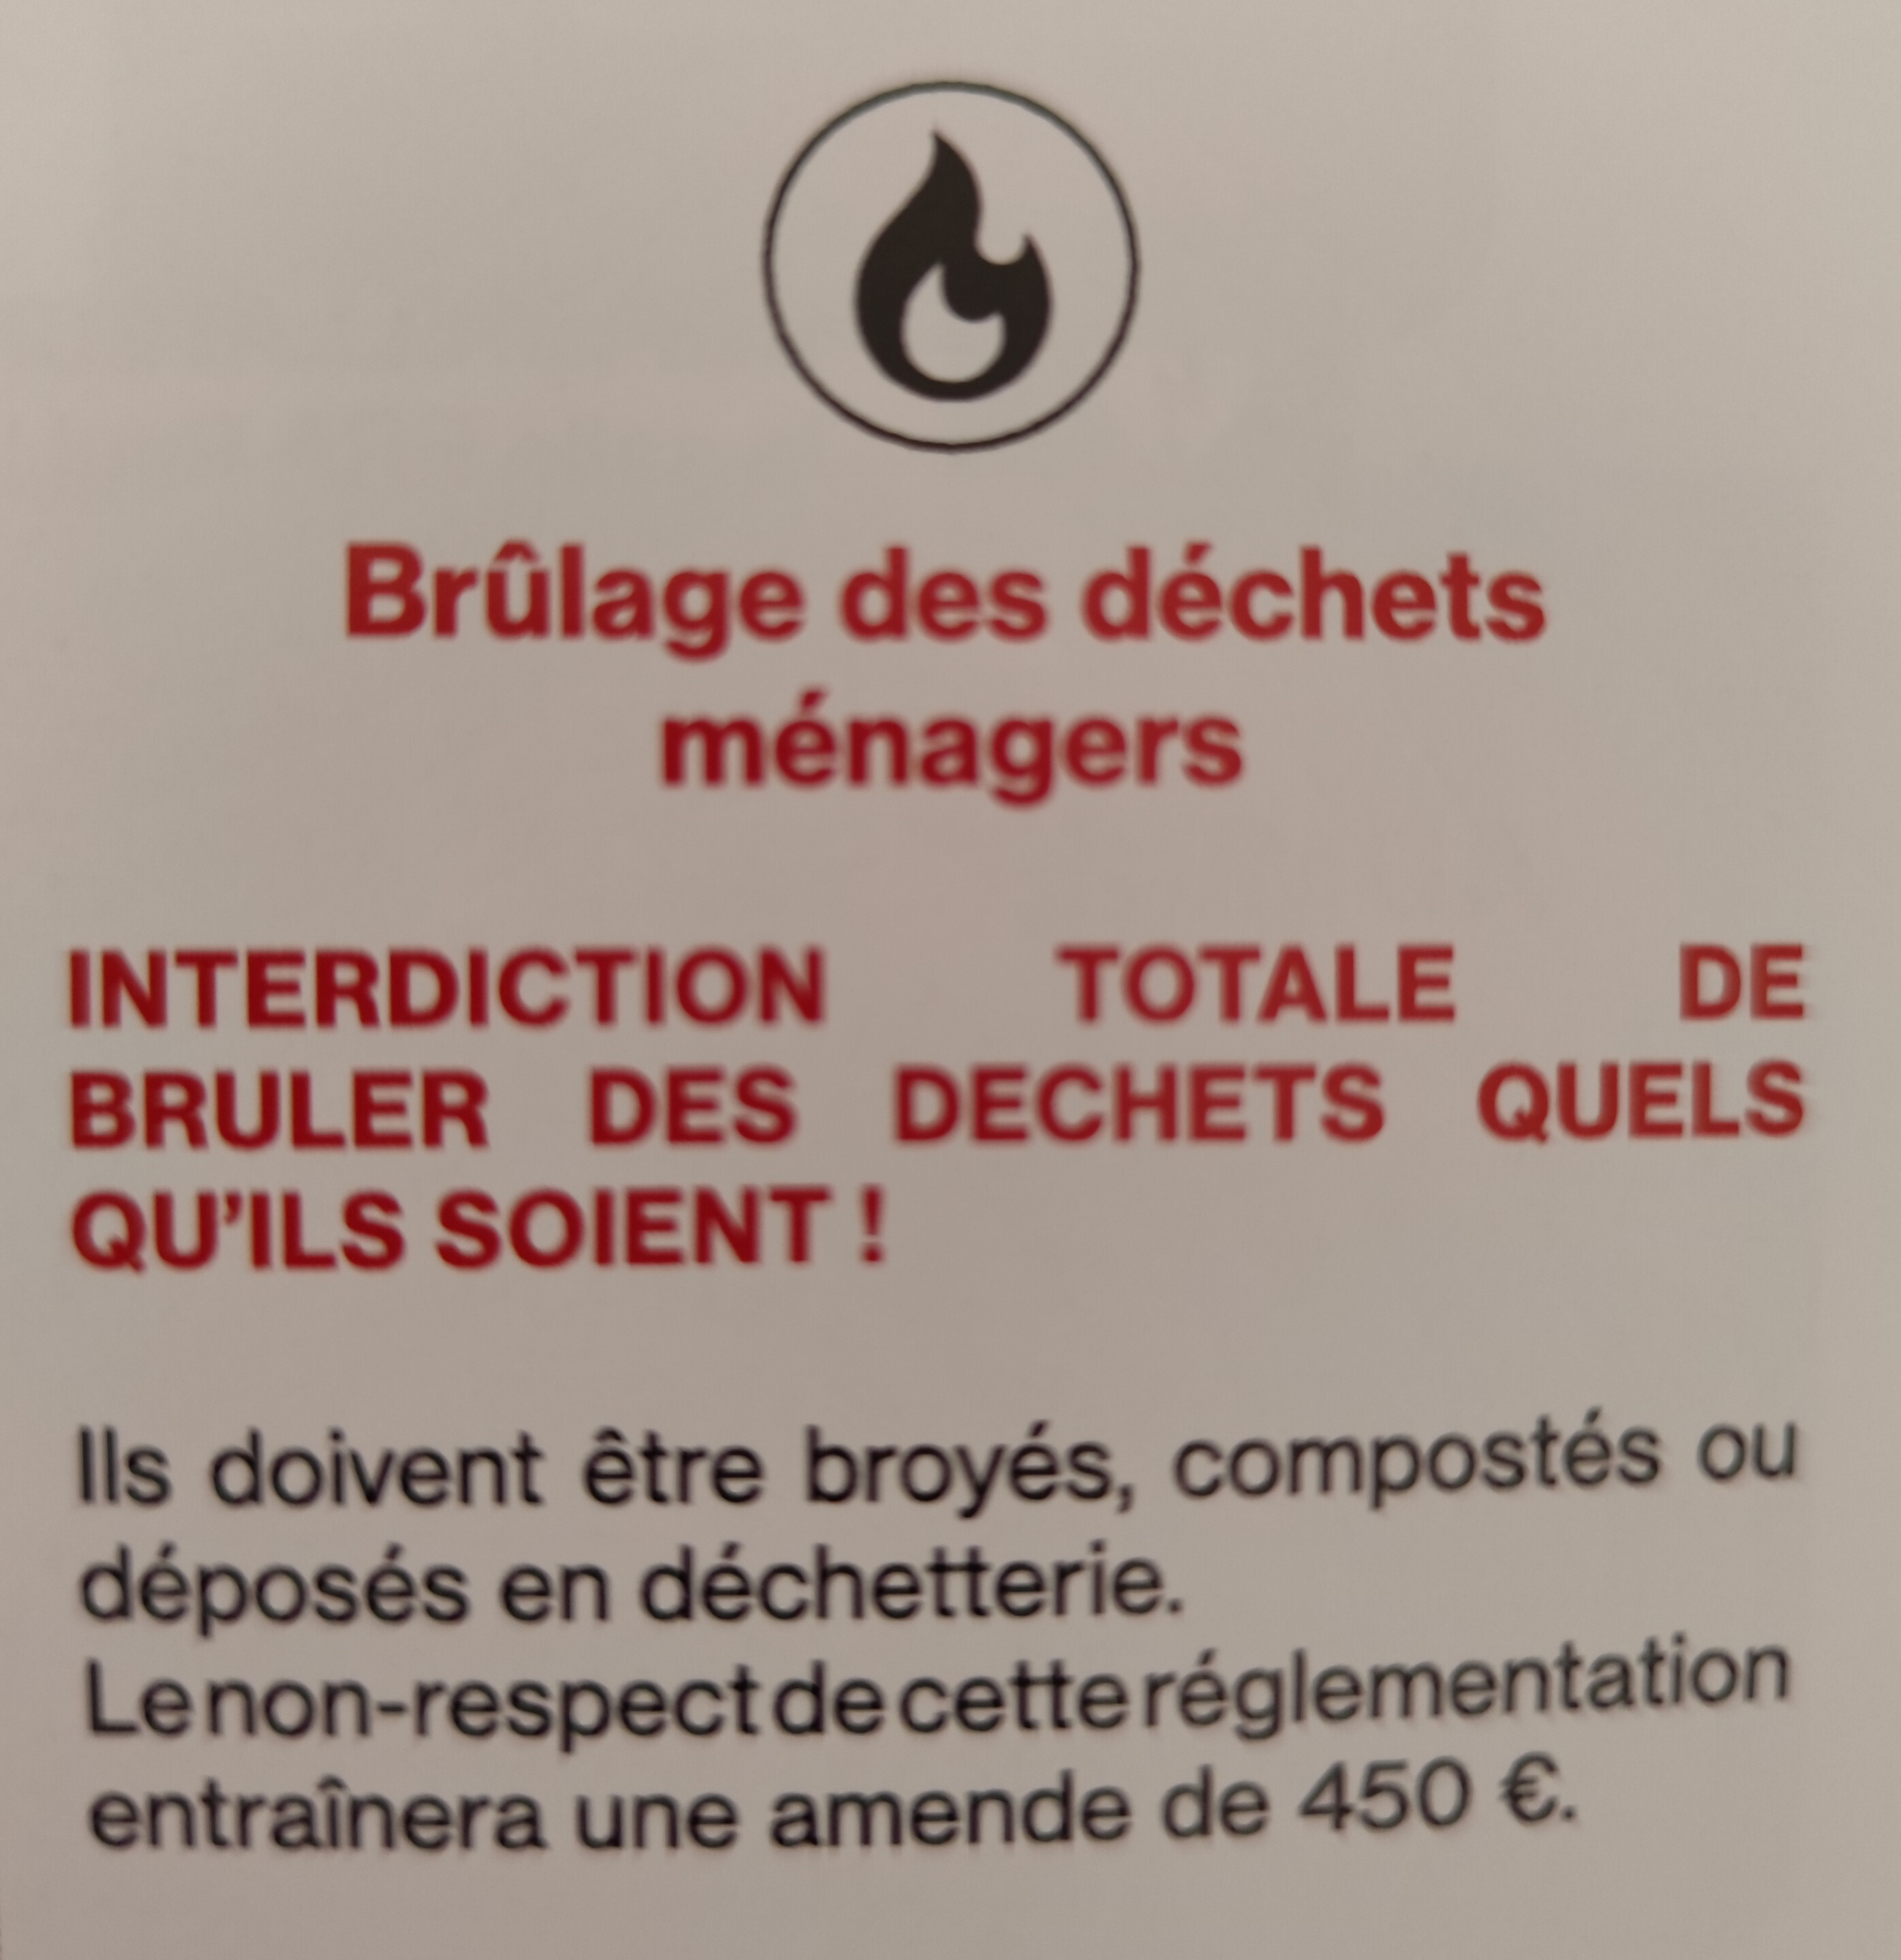 Brûlage des déchets
ménagers
INTERDICTION TOTALE DE
BRULER DES DECHETS QUELS
QU’ILS SOIENT !
Ils doivent être broyés, compostés ou
déposés en déchetterie.
Le non-respect de cette réglementation
entraînera une amende de 450 €.